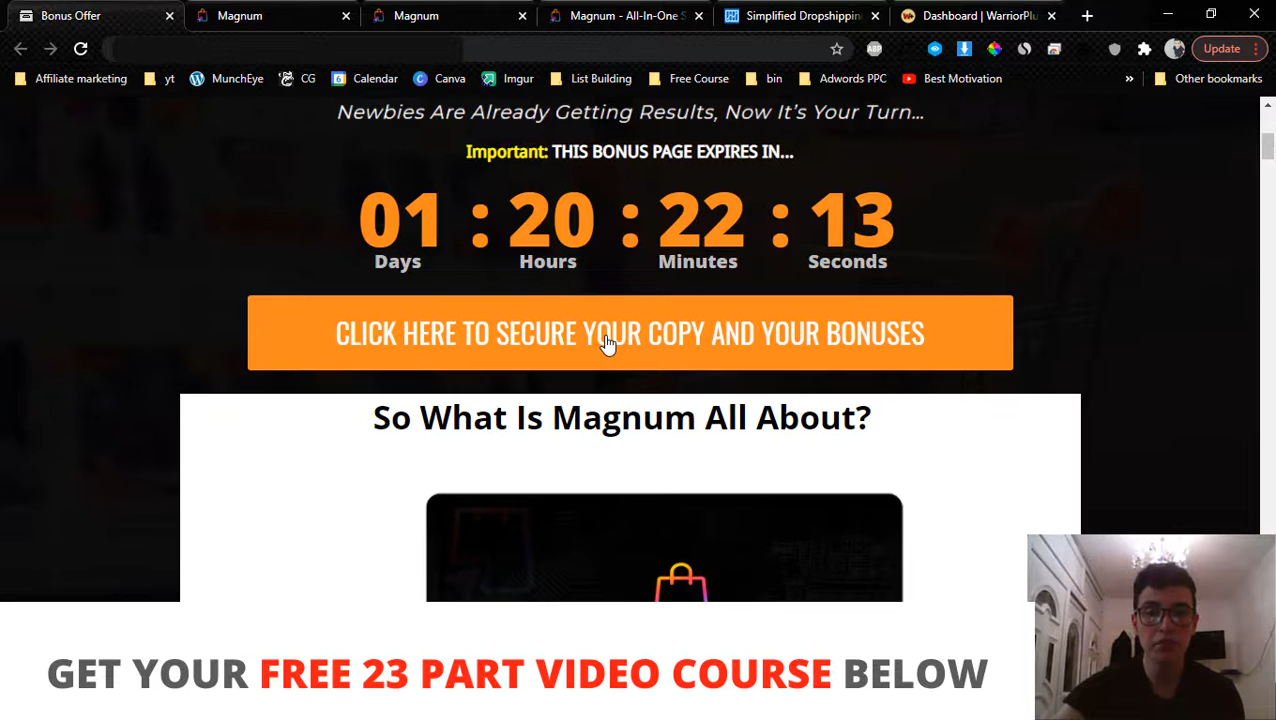 Bonus Offer
Magnum
Magnum
Magnum - All-In-One S
Simplified Dropshippin
Dashboard | WarriorPlu
ABP
Update
Affiliate marketing
yt
MunchEye
CG
6
Calendar
Canva
Imgur
List Building
Free Course
bin
Adwords PPC
Best Motivation
»
Other bookmarks
Newbies Are Already Getting Results, Now It's Your Turn...
Important: THIS BONUS PAGE EXPIRES IN...
01 : 20 : 22 : 13
Days Hours Minutes Seconds
CLICK HERE TO SECURE YOUR COPY AND YOUR BONUSES
So What Is Magnum All About?
GET YOUR FREE 23 PART VIDEO COURSE BELOW